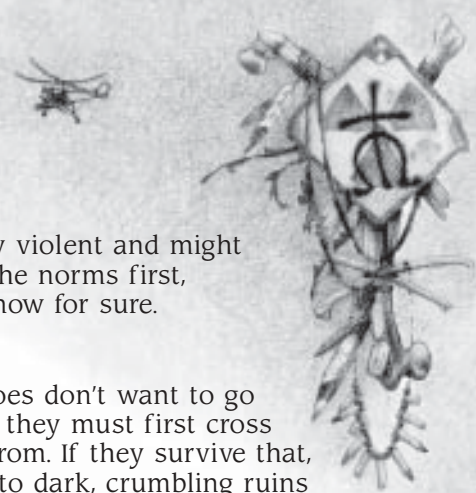 y violent and might
he norms first,
now for sure.
oes don’t want to go
they must first cross
rom. If they survive that,
to dark, crumbling ruins